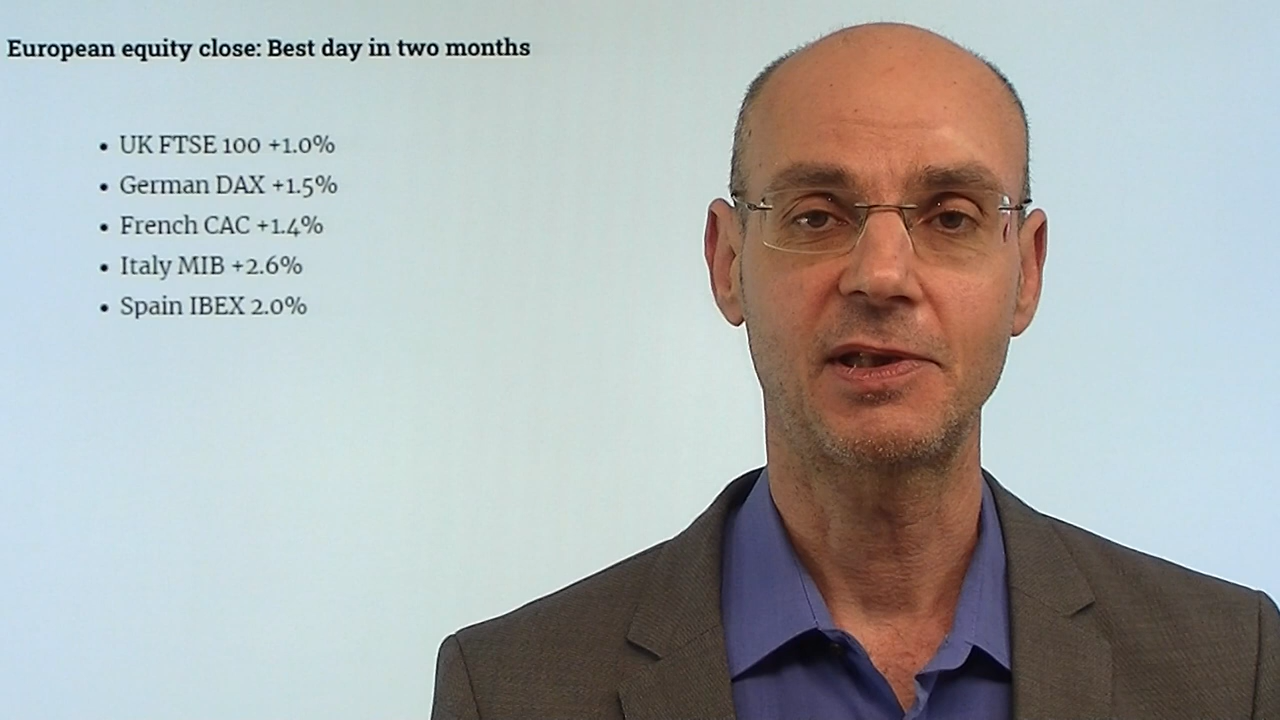 European equity close: Best day in two months
• UK FTSE 100 +1.0%
• German DAX +1.5%
• French CAC +1.4%
• Italy MIB +2.6%
• Spain IBEX 2.0%